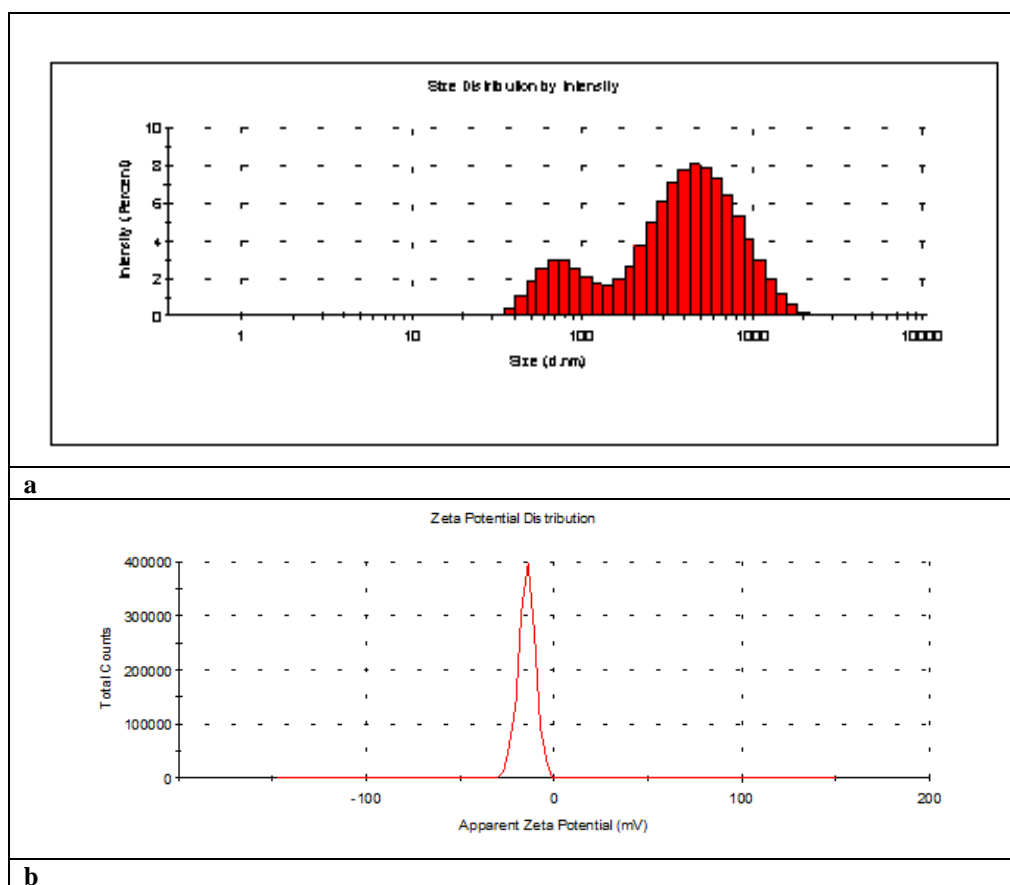 Size Distribution by Intensity
10
8
6
4
2
0
Intensity (Percent)
1 10 100 1000 10000
Size (d.nm)
a
Zeta Potential Distribution
400000
300000
200000
100000
0
Total Counts
-100 0 100 200
Apparent Zeta Potential (mV)
b